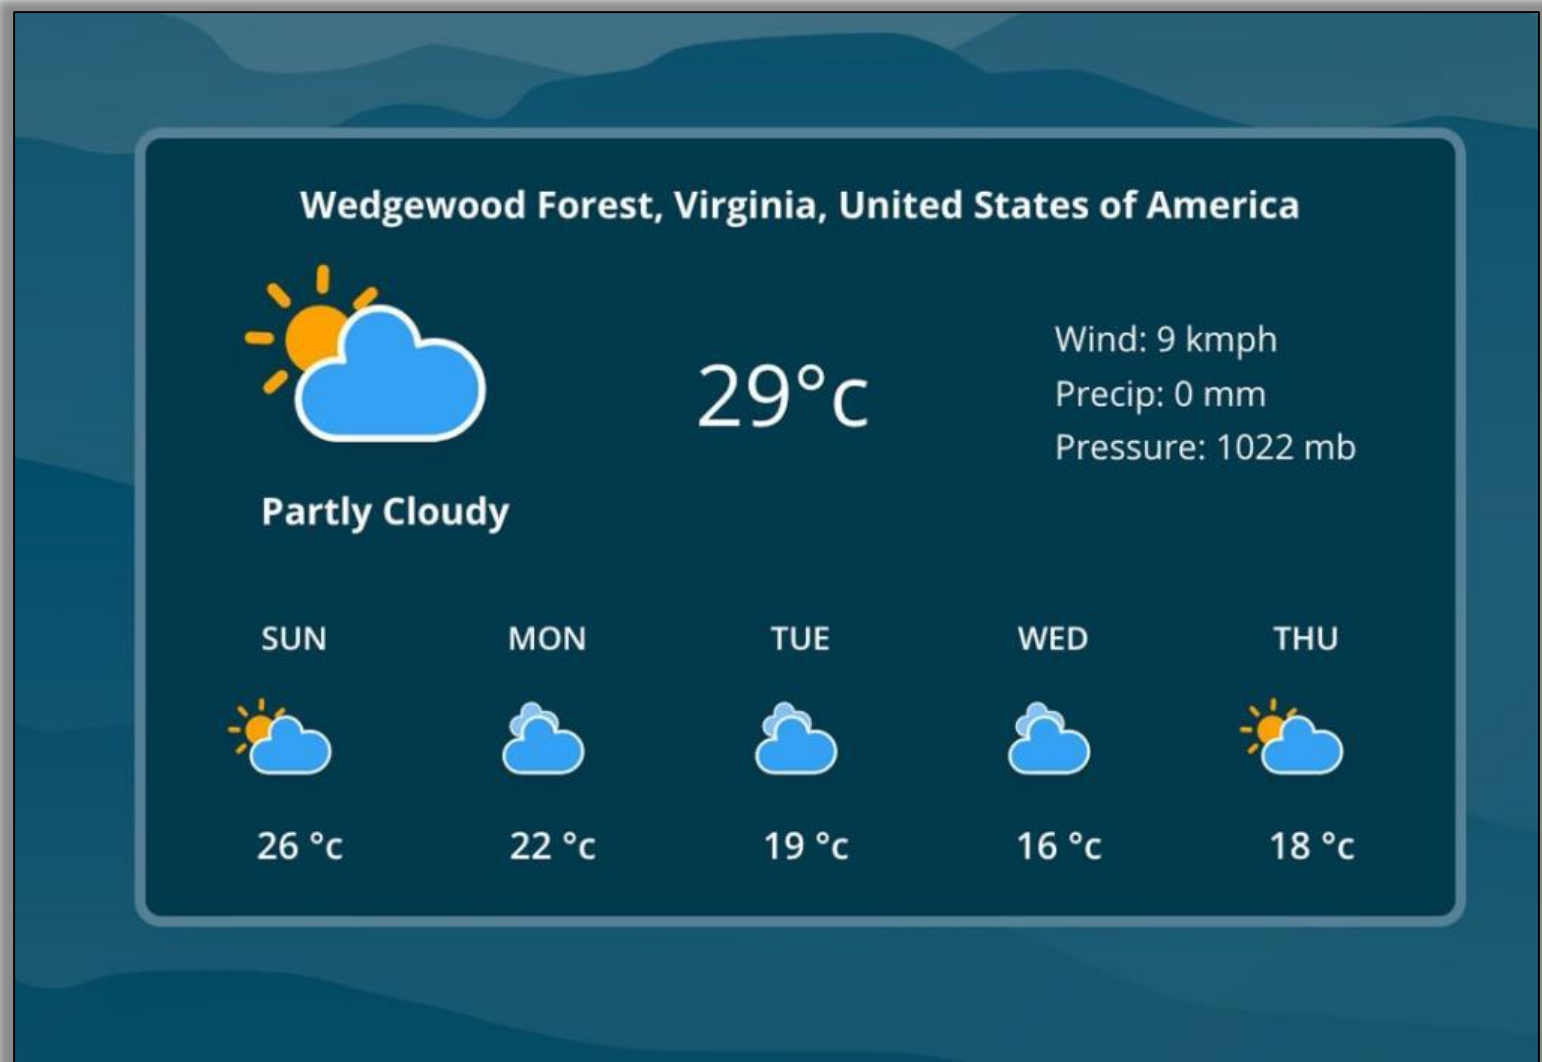 Wedgewood Forest, Virginia, United States of America
29°c
Wind: 9 kmph
Precip: 0 mm
Pressure: 1022 mb
Partly Cloudy
SUN MON TUE WED THU
26 °c 22 °c 19 °c 16 °c 18 °c